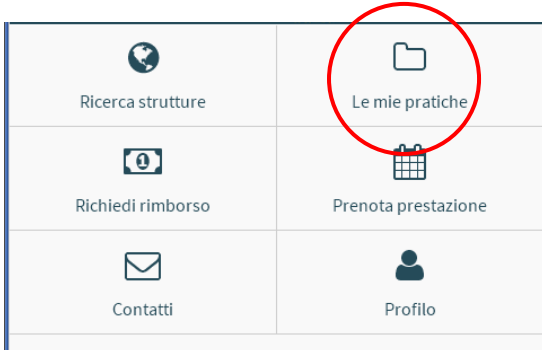 Ricerca strutture
Le mie pratiche
Richiedi rimborso
Prenota prestazione
Contatti
Profilo